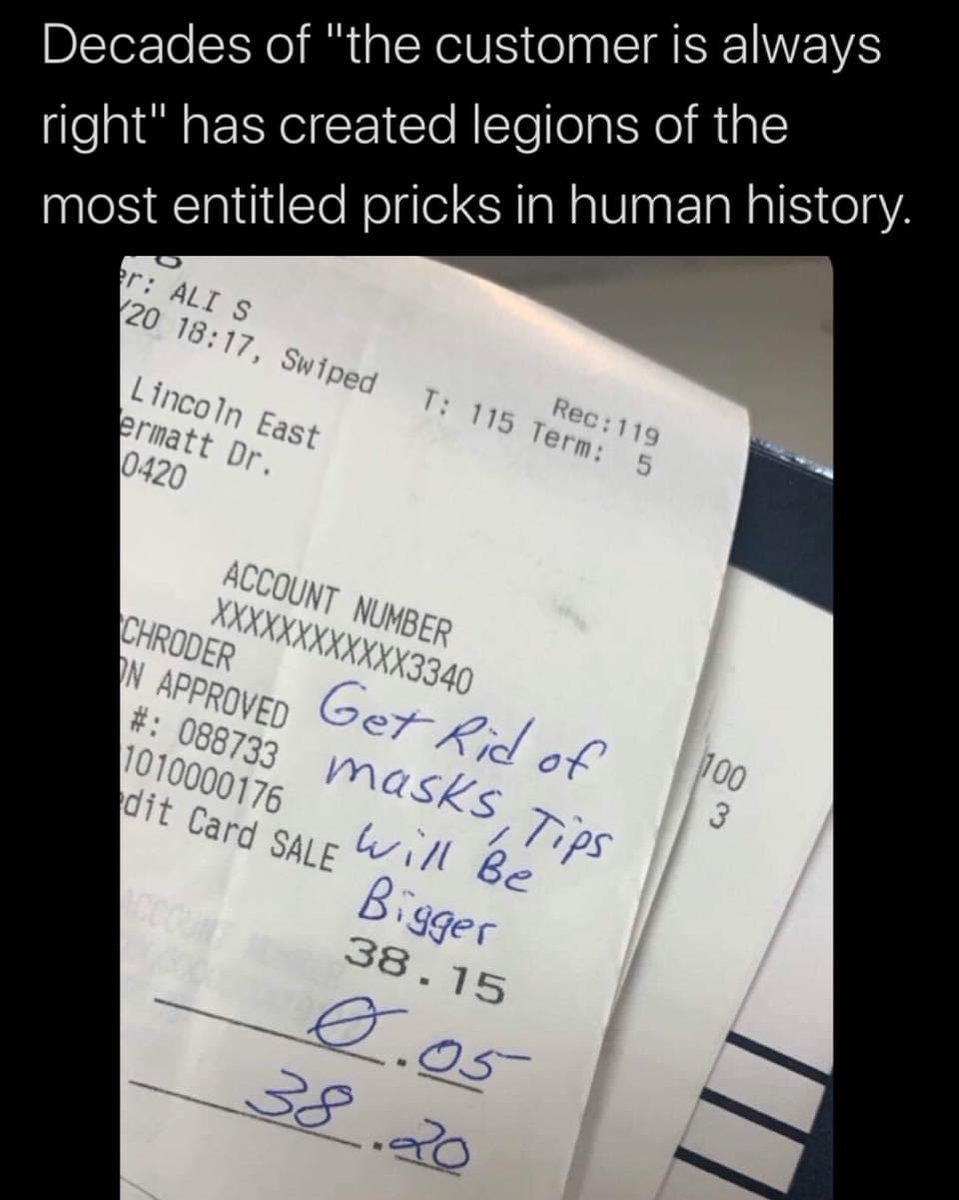 Decades of "the customer is always
right" has created legions of the
most entitled pricks in human history.
er: ALI S
Rec:119
/20 18:17, Swiped T: 115 Term: 5
Lincoln East
ermatt Dr.
0420
ACCOUNT NUMBER
XXXXXXXXXXXX3340
CHRODER
ON APPROVED
#: 088733
1010000176
edit Card SALE
Get Rid of
masks, Tips
Will Be
Bigger
38.15
0.05
38.20
100
3